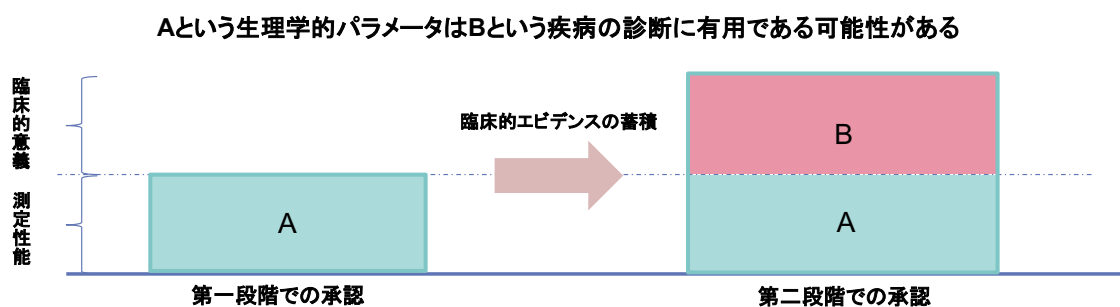 Aという生理学的パラメータはBという疾病の診断に有用である可能性がある
臨床的意義
臨床的エビデンスの蓄積
B
測定性能
A
A
第一段階での承認
第二段階での承認